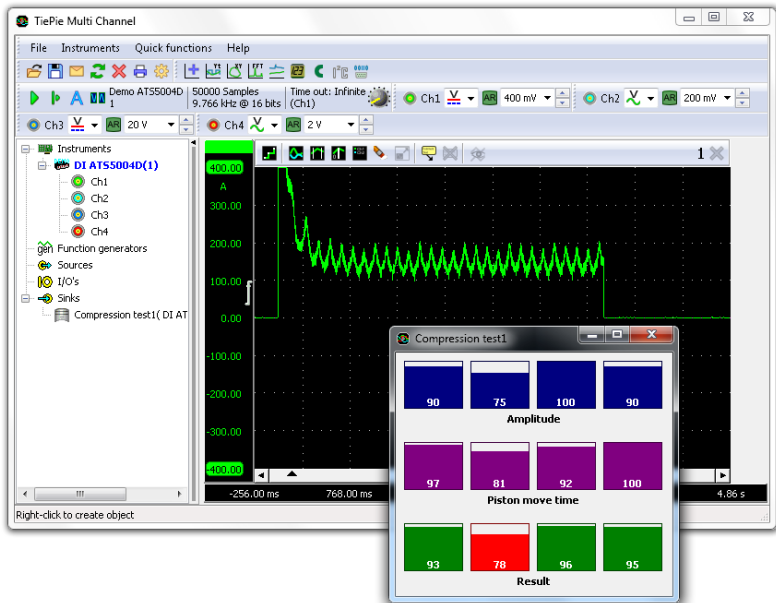 TiePie Multi Channel
File Instruments Quick functions Help
I²C
Demo ATS5004D 50000 Samples Time out: Infinite
1 9.766 kHz @ 16 bits (Ch1)
Ch1 AR 400 mV Ch2 AR 200 mV
Ch3 AR 20 V Ch4 AR 2 V
Instruments
DI ATS5004D(1)
Ch1
Ch2
Ch3
Ch4
gen Function generators
Sources
I/O's
Sinks
Compression test1( DI AT
1
400.00
A
300.00
200.00
100.00
0.00
-100.00
-200.00
-300.00
-400.00
-256.00 ms 768.00 ms 4.86 s
Right-click to create object
Compression test1
90 75 100 90
Amplitude
97 81 92 100
Piston move time
93 78 96 95
Result